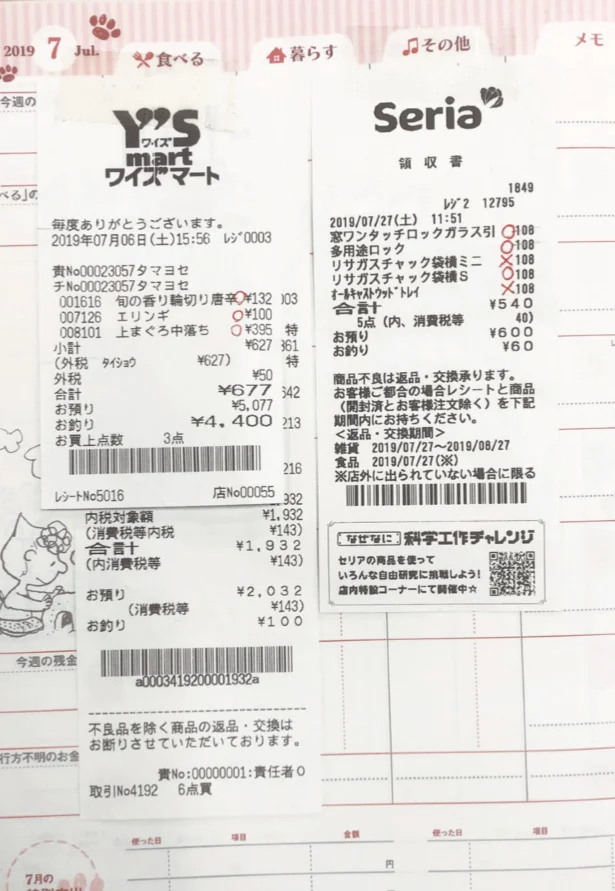 2019 7 Jul.
食べる
暮らす
その他
メモ
今週の
べる」の
Y's
ワイズ
mart
ワイズマート
毎度ありがとうございます。
2019年07月06日(土)15:56 レジ0003
責No00023057タマヨセ
チNo00023057タマヨセ
001616 旬の香り輪切り唐辛 ¥132
007126 エリンギ ¥100
008101 上まぐろ中落ち ¥395
小計 ¥627
(外税 タイショウ ¥627)
外税 ¥50
合計 ¥677
お預り ¥5,077
お釣り ¥4,400
お買上点数 3点
レシートNo5016 店No00055
303
特
361
特
642
213
216
932
内税対象額 ¥1,932
(消費税等内税 ¥143)
合計 ¥1,932
(内消費税等 ¥143)
お預り ¥2,032
(消費税等 ¥143)
お釣り ¥100
a0003419200001932a
不良品を除く商品の返品・交換は
お断りさせていただいております。
責No:00000001:責任者0
取引No4192 6点買
Seria
領収書
1849
レジ2 12795
2019/07/27(土) 11:51
窓ワンタッチロックガラス引 108
多用途ロック 108
リサガスチャック袋横ミニ 108
リサガスチャック袋横S 108
オールキャストウッドトレイ 108
合計 ¥540
5点(内、消費税等 40)
お預り ¥600
お釣り ¥60
商品不良は返品・交換承ります。
お客様ご都合の場合レシートと商品
(開封済とお客様注文除く)を下記
期間内にお持ちください。
<返品・交換期間>
雑貨 2019/07/27~2019/08/27
食品 2019/07/27(※)
※店外に出られていない場合に限る
なぜなに 科学工作チャレンジ
セリアの商品を使って
いろんな自由研究に挑戦しよう!
店内特設コーナーにて開催中☆
今週の残金
行方不明のお金
使った日 項目 金額 使った日 項目
円
7月の